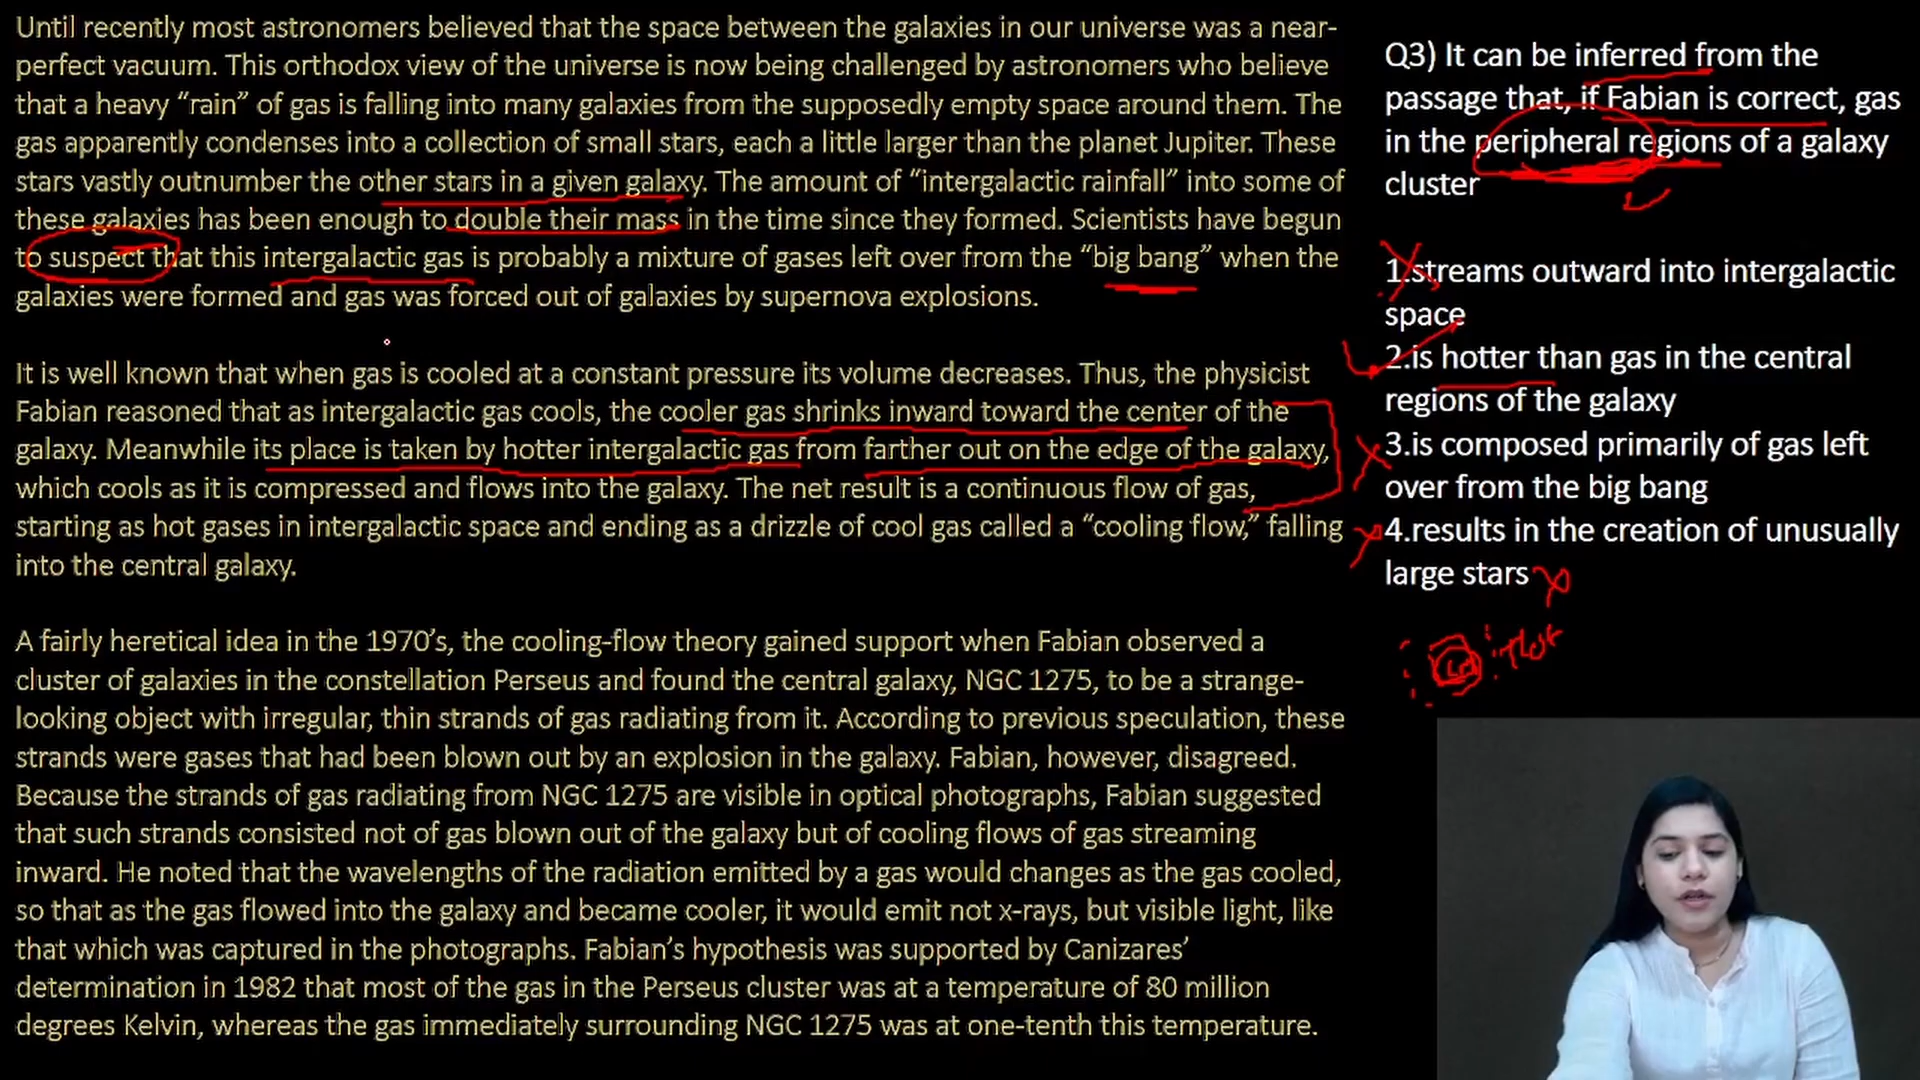 Until recently most astronomers believed that the space between the galaxies in our universe was a near-
perfect vacuum. This orthodox view of the universe is now being challenged by astronomers who believe
that a heavy “rain” of gas is falling into many galaxies from the supposedly empty space around them. The
gas apparently condenses into a collection of small stars, each a little larger than the planet Jupiter. These
stars vastly outnumber the other stars in a given galaxy. The amount of “intergalactic rainfall” into some of
these galaxies has been enough to double their mass in the time since they formed. Scientists have begun
to suspect that this intergalactic gas is probably a mixture of gases left over from the “big bang” when the
galaxies were formed and gas was forced out of galaxies by supernova explosions.
It is well known that when gas is cooled at a constant pressure its volume decreases. Thus, the physicist
Fabian reasoned that as intergalactic gas cools, the cooler gas shrinks inward toward the center of the
galaxy. Meanwhile its place is taken by hotter intergalactic gas from farther out on the edge of the galaxy,
which cools as it is compressed and flows into the galaxy. The net result is a continuous flow of gas,
starting as hot gases in intergalactic space and ending as a drizzle of cool gas called a “cooling flow,” falling
into the central galaxy.
A fairly heretical idea in the 1970’s, the cooling-flow theory gained support when Fabian observed a
cluster of galaxies in the constellation Perseus and found the central galaxy, NGC 1275, to be a strange-
looking object with irregular, thin strands of gas radiating from it. According to previous speculation, these
strands were gases that had been blown out by an explosion in the galaxy. Fabian, however, disagreed.
Because the strands of gas radiating from NGC 1275 are visible in optical photographs, Fabian suggested
that such strands consisted not of gas blown out of the galaxy but of cooling flows of gas streaming
inward. He noted that the wavelengths of the radiation emitted by a gas would changes as the gas cooled,
so that as the gas flowed into the galaxy and became cooler, it would emit not x-rays, but visible light, like
that which was captured in the photographs. Fabian’s hypothesis was supported by Canizares’
determination in 1982 that most of the gas in the Perseus cluster was at a temperature of 80 million
degrees Kelvin, whereas the gas immediately surrounding NGC 1275 was at one-tenth this temperature.
Q3) It can be inferred from the
passage that, if Fabian is correct, gas
in the peripheral regions of a galaxy
cluster
1.streams outward into intergalactic
space
2.is hotter than gas in the central
regions of the galaxy
3.is composed primarily of gas left
over from the big bang
4.results in the creation of unusually
large stars